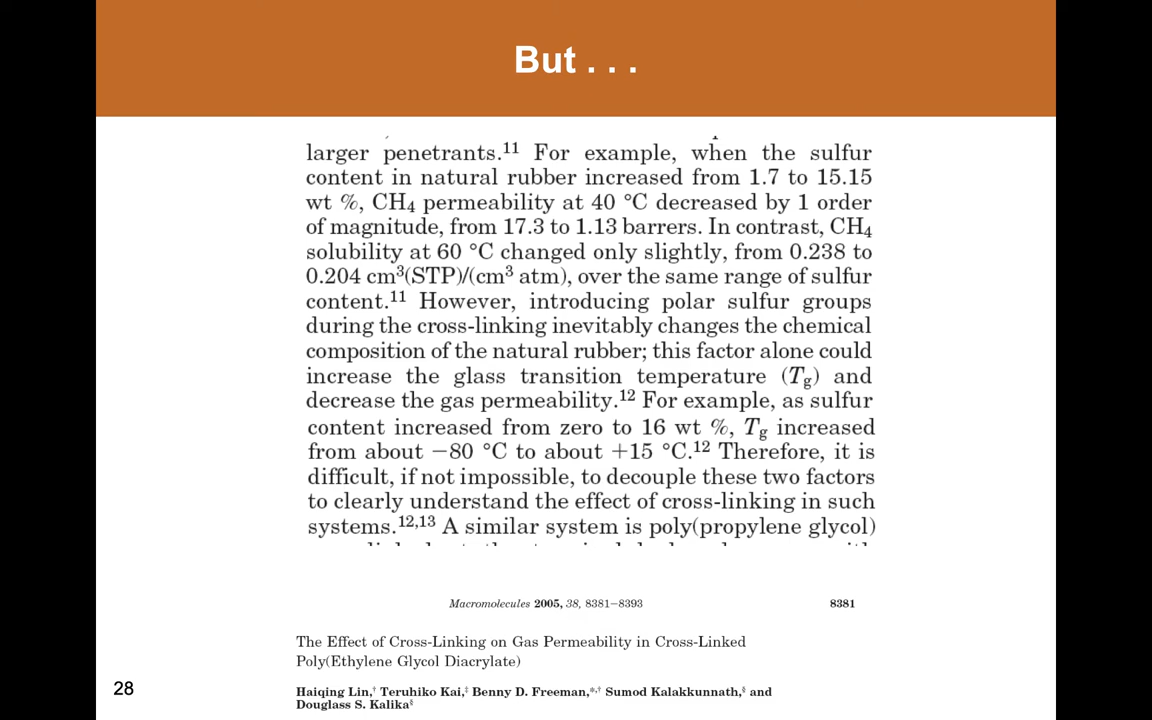 But . . .
larger penetrants.¹¹ For example, when the sulfur
content in natural rubber increased from 1.7 to 15.15
wt %, CH₄ permeability at 40 °C decreased by 1 order
of magnitude, from 17.3 to 1.13 barrers. In contrast, CH₄
solubility at 60 °C changed only slightly, from 0.238 to
0.204 cm³(STP)/(cm³ atm), over the same range of sulfur
content.¹¹ However, introducing polar sulfur groups
during the cross-linking inevitably changes the chemical
composition of the natural rubber; this factor alone could
increase the glass transition temperature (Tg) and
decrease the gas permeability.¹² For example, as sulfur
content increased from zero to 16 wt %, Tg increased
from about −80 °C to about +15 °C.¹² Therefore, it is
difficult, if not impossible, to decouple these two factors
to clearly understand the effect of cross-linking in such
systems.¹²,¹³ A similar system is poly(propylene glycol)
Macromolecules 2005, 38, 8381−8393 8381
The Effect of Cross-Linking on Gas Permeability in Cross-Linked
Poly(Ethylene Glycol Diacrylate)
Haiqing Lin,† Teruhiko Kai,‡ Benny D. Freeman,*,† Sumod Kalakkunnath,§ and
Douglass S. Kalika§
28